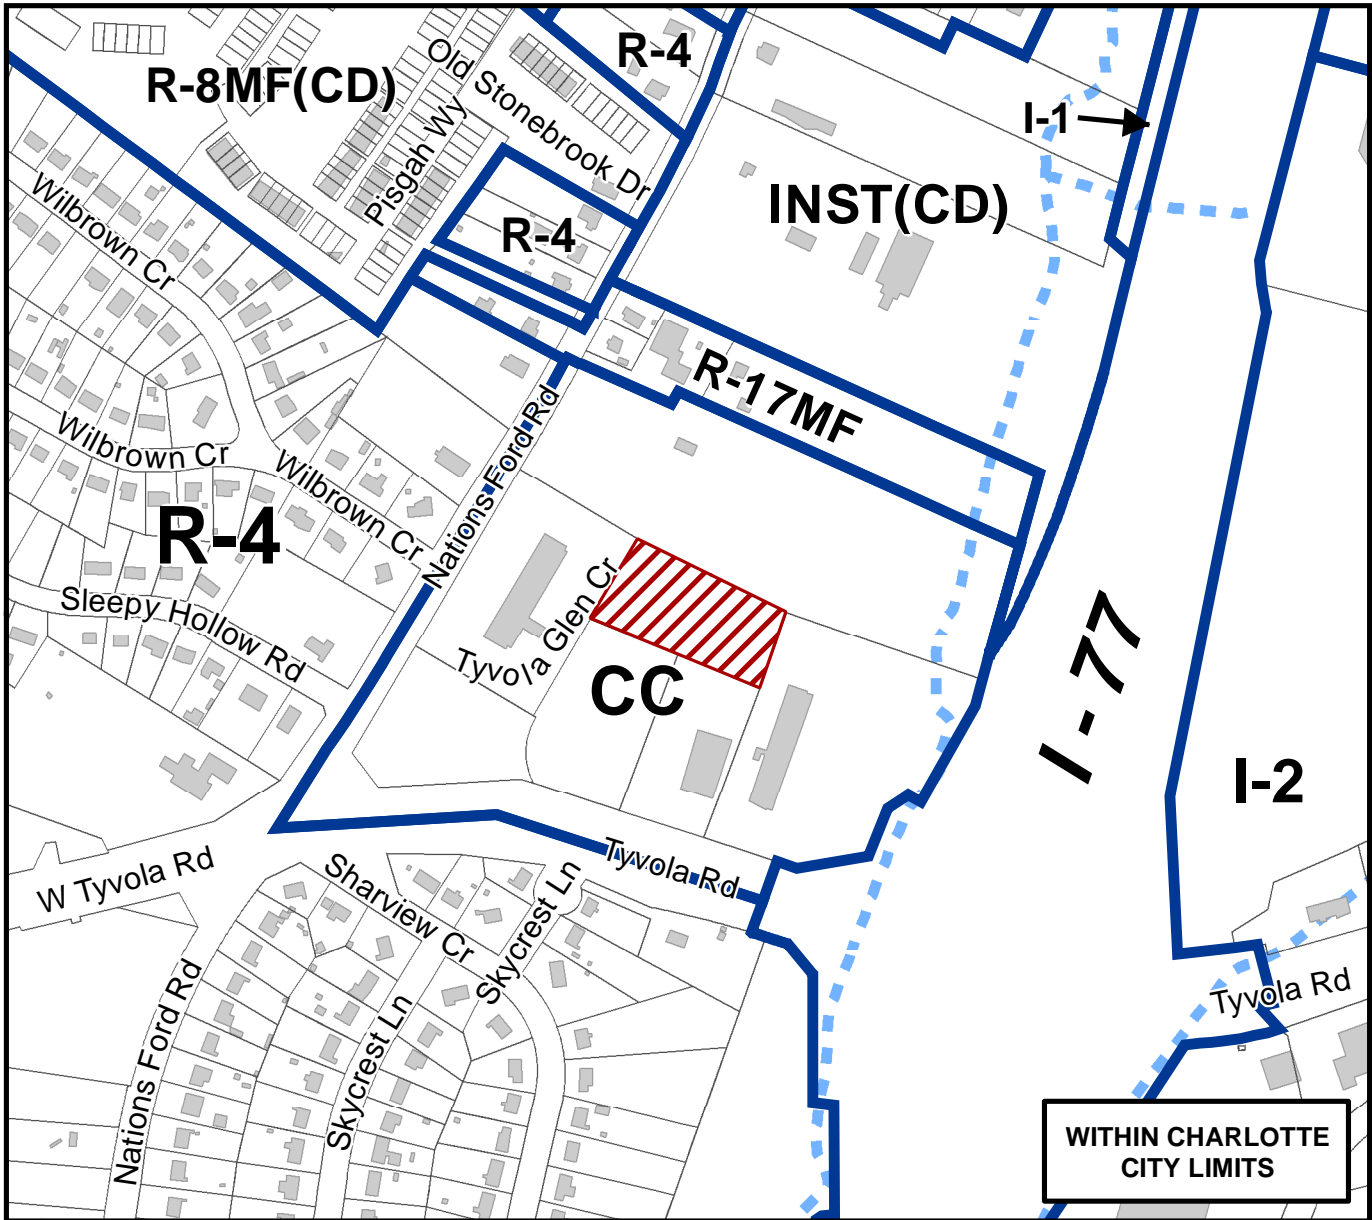 R-4
Old Stonebrook Dr
R-8MF(CD)
I-1
Pisgah Wy
INST(CD)
Wilbrown Cr
R-4
R-17MF
Nations Ford Rd
Wilbrown Cr
Wilbrown Cr
R-4
Tyvola Glen Cr
Sleepy Hollow Rd
CC
I - 77
I-2
Tyvola Rd
W Tyvola Rd
Sharview Cr
Skycrest Ln
Nations Ford Rd
Skycrest Ln
Tyvola Rd
WITHIN CHARLOTTE
CITY LIMITS